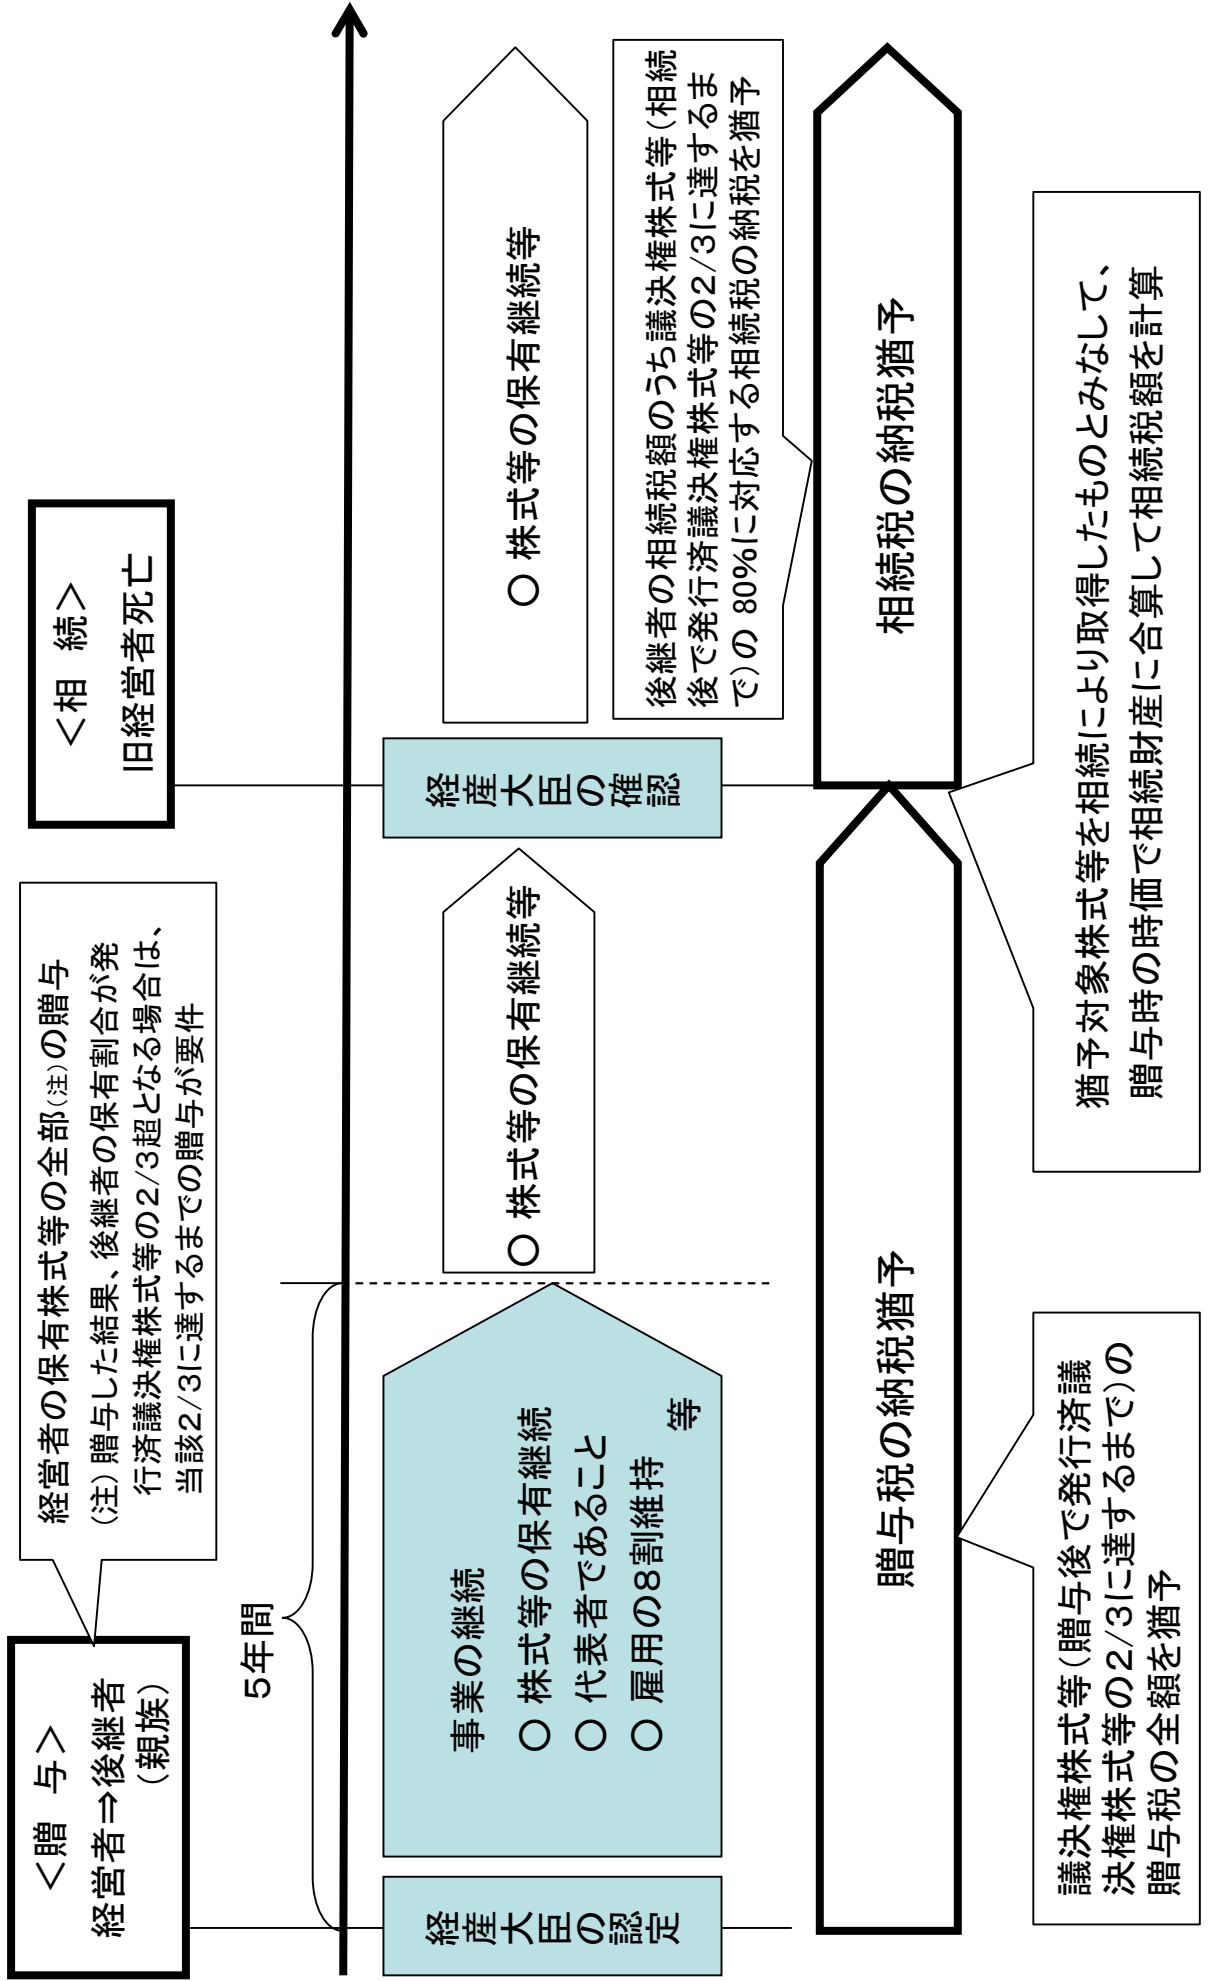 <贈　与>
経営者⇒後継者
（親族）
経営者の保有株式等の全部(注)の贈与
(注)贈与した結果、後継者の保有割合が発
行済議決権株式等の２/３超となる場合は、
当該２/３に達するまでの贈与が要件
<相　続>
旧経営者死亡
５年間
経産大臣の認定
事業の継続
○ 株式等の保有継続
○ 代表者であること
○ 雇用の８割維持
等
○ 株式等の保有継続等
経産大臣の確認
○ 株式等の保有継続等
後継者の相続税額のうち議決権株式等（相続
後で発行済議決権株式等の２/３に達するま
で）の 80％に対応する相続税の納税を猶予
贈与税の納税猶予
相続税の納税猶予
議決権株式等（贈与後で発行済議
決権株式等の２/３に達するまで）の
贈与税の全額を猶予
猶予対象株式等を相続により取得したものとみなして、
贈与時の時価で相続財産に合算して相続税額を計算